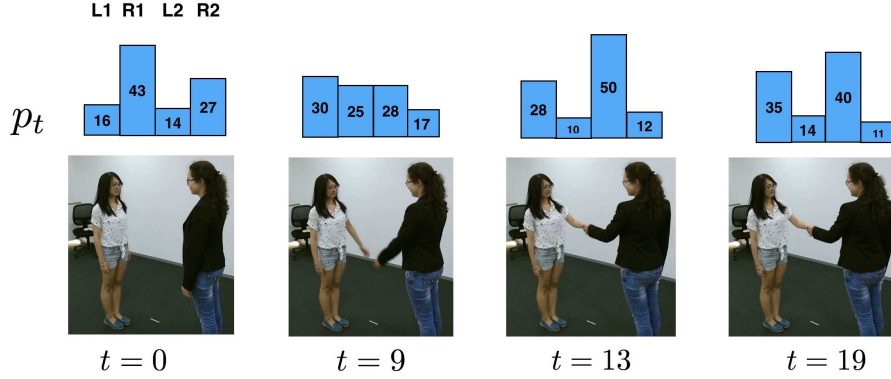 L1 R1 L2 R2
p_t
16 43 14 27
30 25 28 17
28 10 50 12
35 14 40 11
t = 0 t = 9 t = 13 t = 19